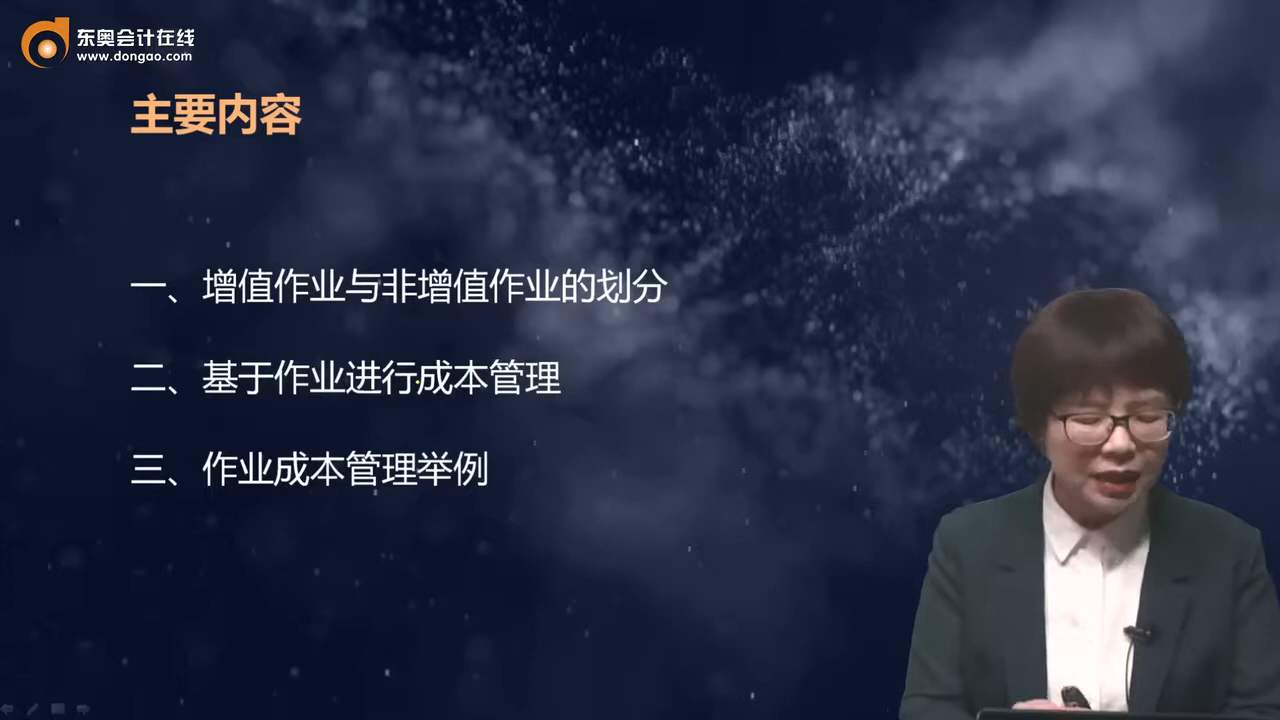 东奥会计在线
www.dongao.com
主要内容
一、增值作业与非增值作业的划分
二、基于作业进行成本管理
三、作业成本管理举例